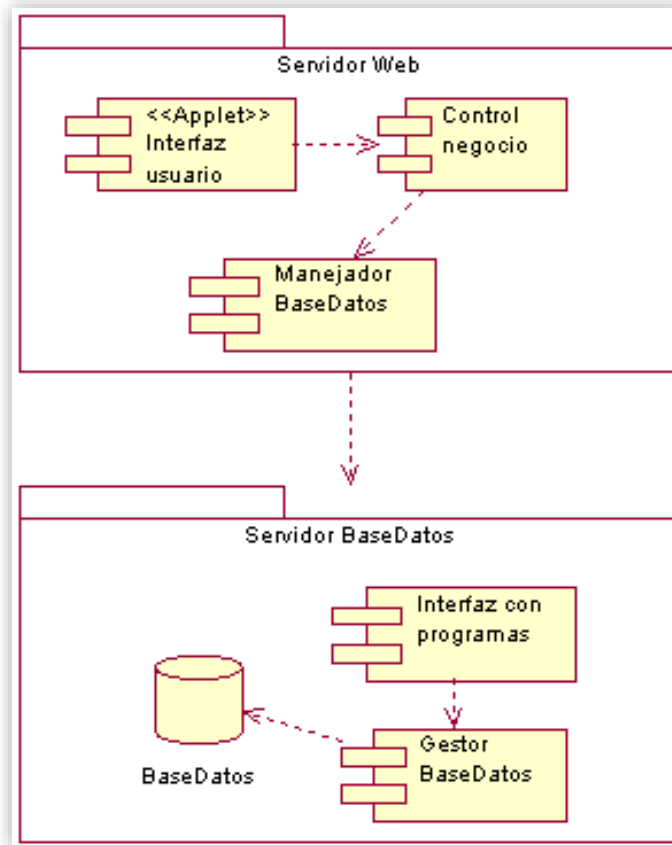 Servidor Web
<<Applet>>
Interfaz
usuario
Control
negocio
Manejador
BaseDatos
Servidor BaseDatos
Interfaz con
programas
Gestor
BaseDatos
BaseDatos